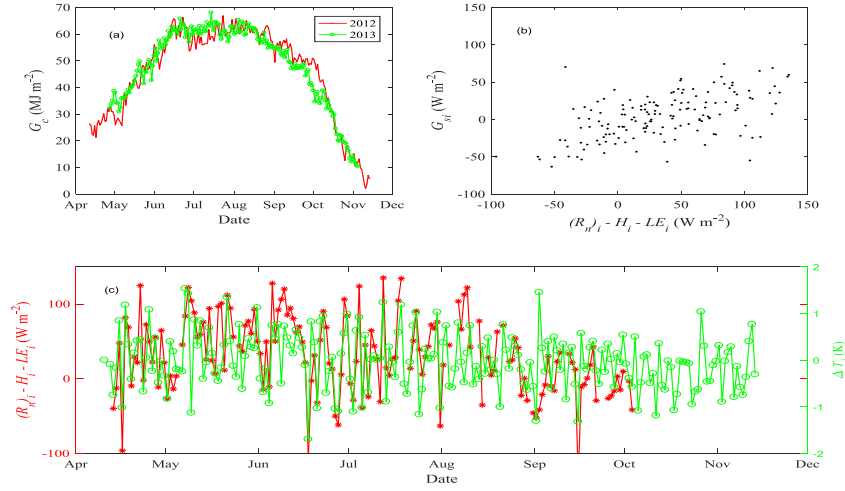 70
60
50
40
30
20
10
0
G_c (MJ m⁻²)
(a)
2012
2013
Apr May Jun Jul Aug Sep Oct Nov Dec
Date
150
100
50
0
-50
-100
G_si (W m⁻²)
(b)
-100 -50 0 50 100 150
(R_n)_i - H_i - LE_i (W m⁻²)
(c)
100
0
-100
(R_n)_i - H_i - LE_i (W m⁻²)
2
1
0
-1
-2
ΔT_i (K)
Apr May Jun Jul Aug Sep Oct Nov Dec
Date